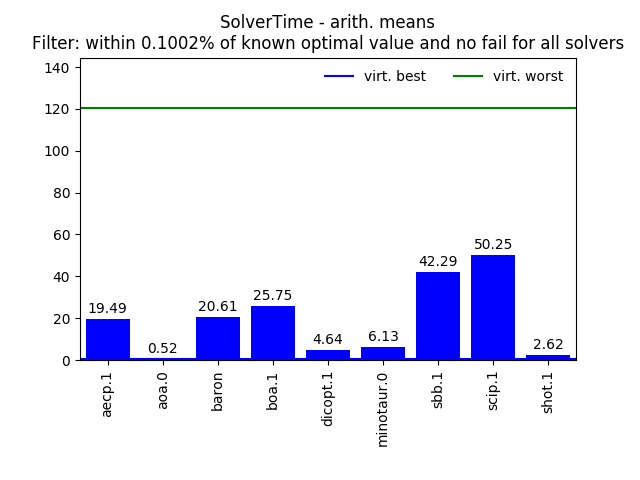 SolverTime - arith. means
Filter: within 0.1002% of known optimal value and no fail for all solvers
virt. best
virt. worst
140
120
100
80
60
40
20
0
19.49
0.52
20.61
25.75
4.64
6.13
42.29
50.25
2.62
aecp.1
aoa.0
baron
boa.1
dicopt.1
minotaur.0
sbb.1
scip.1
shot.1